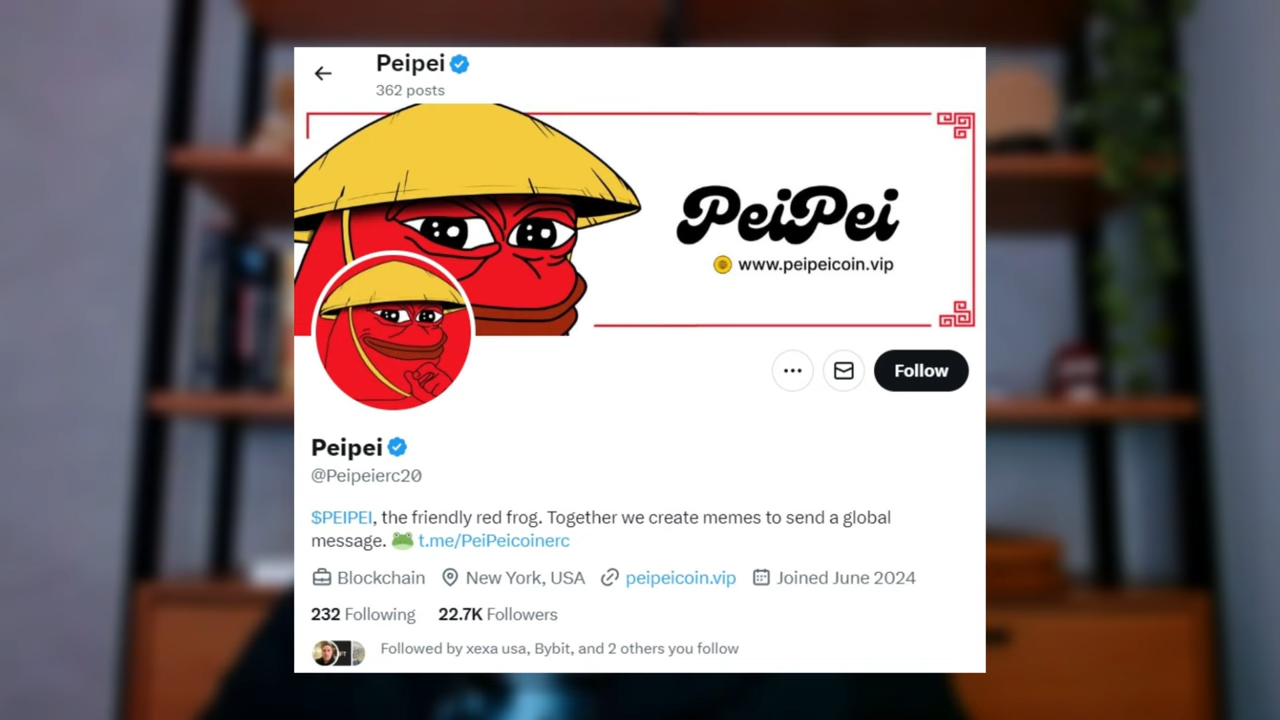 Peipei
362 posts
PeiPei
www.peipeicoin.vip
Follow
Peipei
@Peipeierc20
$PEIPEI, the friendly red frog. Together we create memes to send a global
message. 🐸 t.me/PeiPeicoinerc
Blockchain New York, USA peipeicoin.vip Joined June 2024
232 Following 22.7K Followers
Followed by xexa usa, Bybit, and 2 others you follow